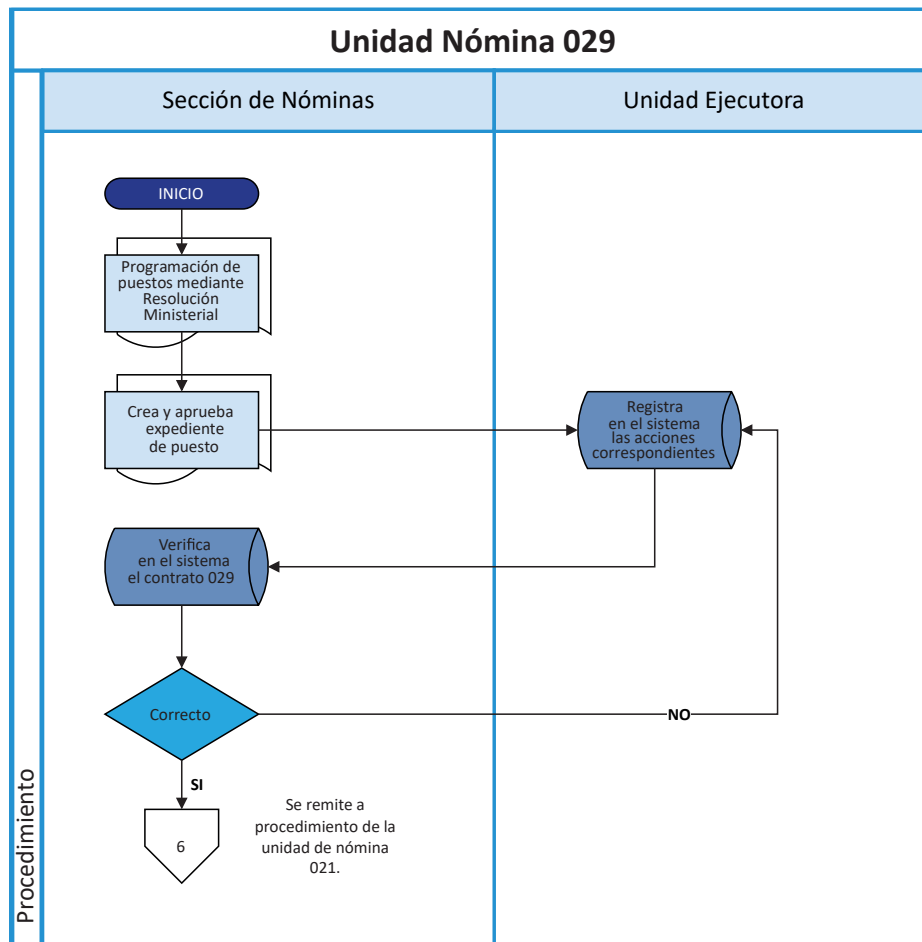 Unidad Nómina 029
Sección de Nóminas
Unidad Ejecutora
INICIO
Programación de
puestos mediante
Resolución
Ministerial
Crea y aprueba
expediente
de puesto
Registra
en el sistema
las acciones
correspondientes
Verifica
en el sistema
el contrato 029
Correcto
NO
SI
6
Se remite a
procedimiento de la
unidad de nómina
021.
Procedimiento